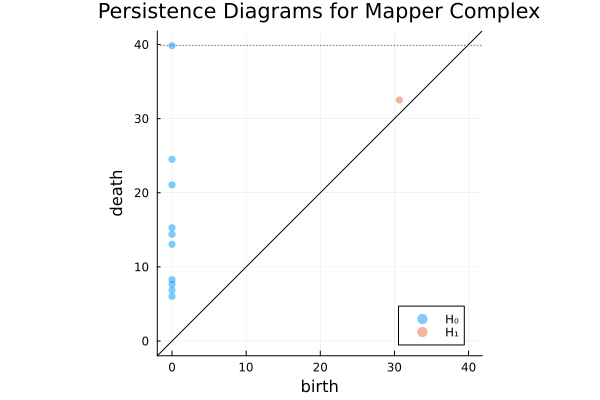 Persistence Diagrams for Mapper Complex
death
40
30
20
10
0
0 10 20 30 40
birth
H₀
H₁